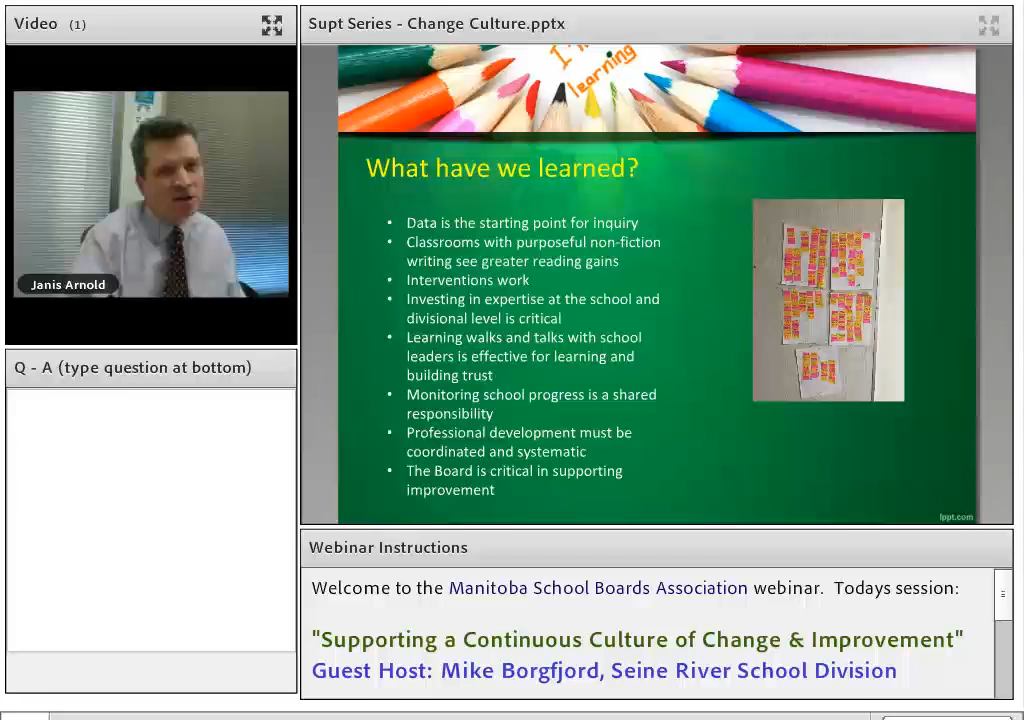 Video (1)
Janis Arnold
Q - A (type question at bottom)
Supt Series - Change Culture.pptx
I'm
learning
What have we learned?
• Data is the starting point for inquiry
• Classrooms with purposeful non-fiction
writing see greater reading gains
• Interventions work
• Investing in expertise at the school and
divisional level is critical
• Learning walks and talks with school
leaders is effective for learning and
building trust
• Monitoring school progress is a shared
responsibility
• Professional development must be
coordinated and systematic
• The Board is critical in supporting
improvement
fppt.com
Webinar Instructions
Welcome to the Manitoba School Boards Association webinar. Todays session:
"Supporting a Continuous Culture of Change & Improvement"
Guest Host: Mike Borgfjord, Seine River School Division